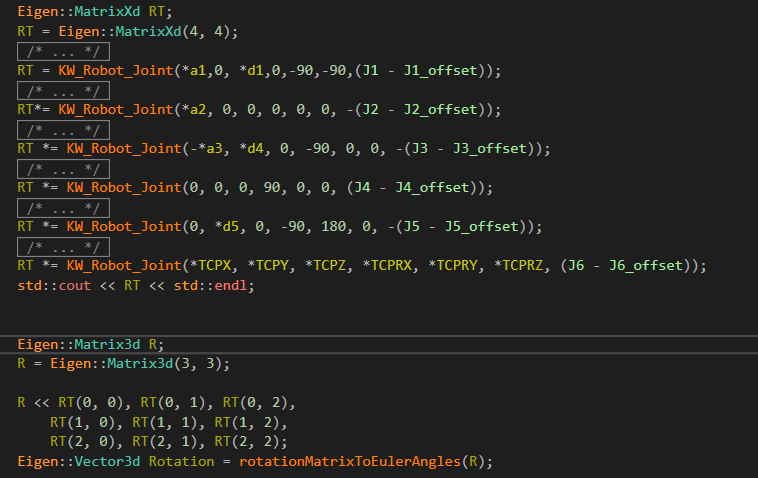 Eigen::MatrixXd RT;
RT = Eigen::MatrixXd(4, 4);
/* ... */
RT = KW_Robot_Joint(*a1,0, *d1,0,-90,-90,(J1 - J1_offset));
/* ... */
RT*= KW_Robot_Joint(*a2, 0, 0, 0, 0, 0, -(J2 - J2_offset));
/* ... */
RT *= KW_Robot_Joint(-*a3, *d4, 0, -90, 0, 0, -(J3 - J3_offset));
/* ... */
RT *= KW_Robot_Joint(0, 0, 0, 90, 0, 0, (J4 - J4_offset));
/* ... */
RT *= KW_Robot_Joint(0, *d5, 0, -90, 180, 0, -(J5 - J5_offset));
/* ... */
RT *= KW_Robot_Joint(*TCPX, *TCPY, *TCPZ, *TCPRX, *TCPRY, *TCPRZ, (J6 - J6_offset));
std::cout << RT << std::endl;
Eigen::Matrix3d R;
R = Eigen::Matrix3d(3, 3);
R << RT(0, 0), RT(0, 1), RT(0, 2),
RT(1, 0), RT(1, 1), RT(1, 2),
RT(2, 0), RT(2, 1), RT(2, 2);
Eigen::Vector3d Rotation = rotationMatrixToEulerAngles(R);